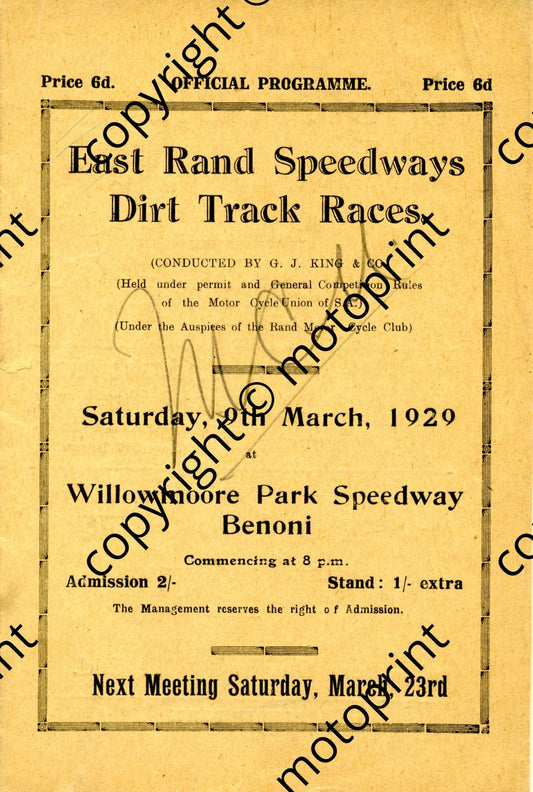 Price 6d. OFFICIAL PROGRAMME. Price 6d
East Rand Speedways
Dirt Track Races.
(CONDUCTED BY G. J. KING & CO.)
(Held under permit and General Competition Rules
of the Motor Cycle Union of S.A.)
(Under the Auspices of the Rand Motor Cycle Club)
Saturday, 9th March, 1929
at
Willowmoore Park Speedway
Benoni
Commencing at 8 p.m.
Admission 2/- Stand: 1/- extra
The Management reserves the right of Admission.
Next Meeting Saturday, March, 23rd
copyright © motoprint
copyright © motoprint
motoprint
motoprint